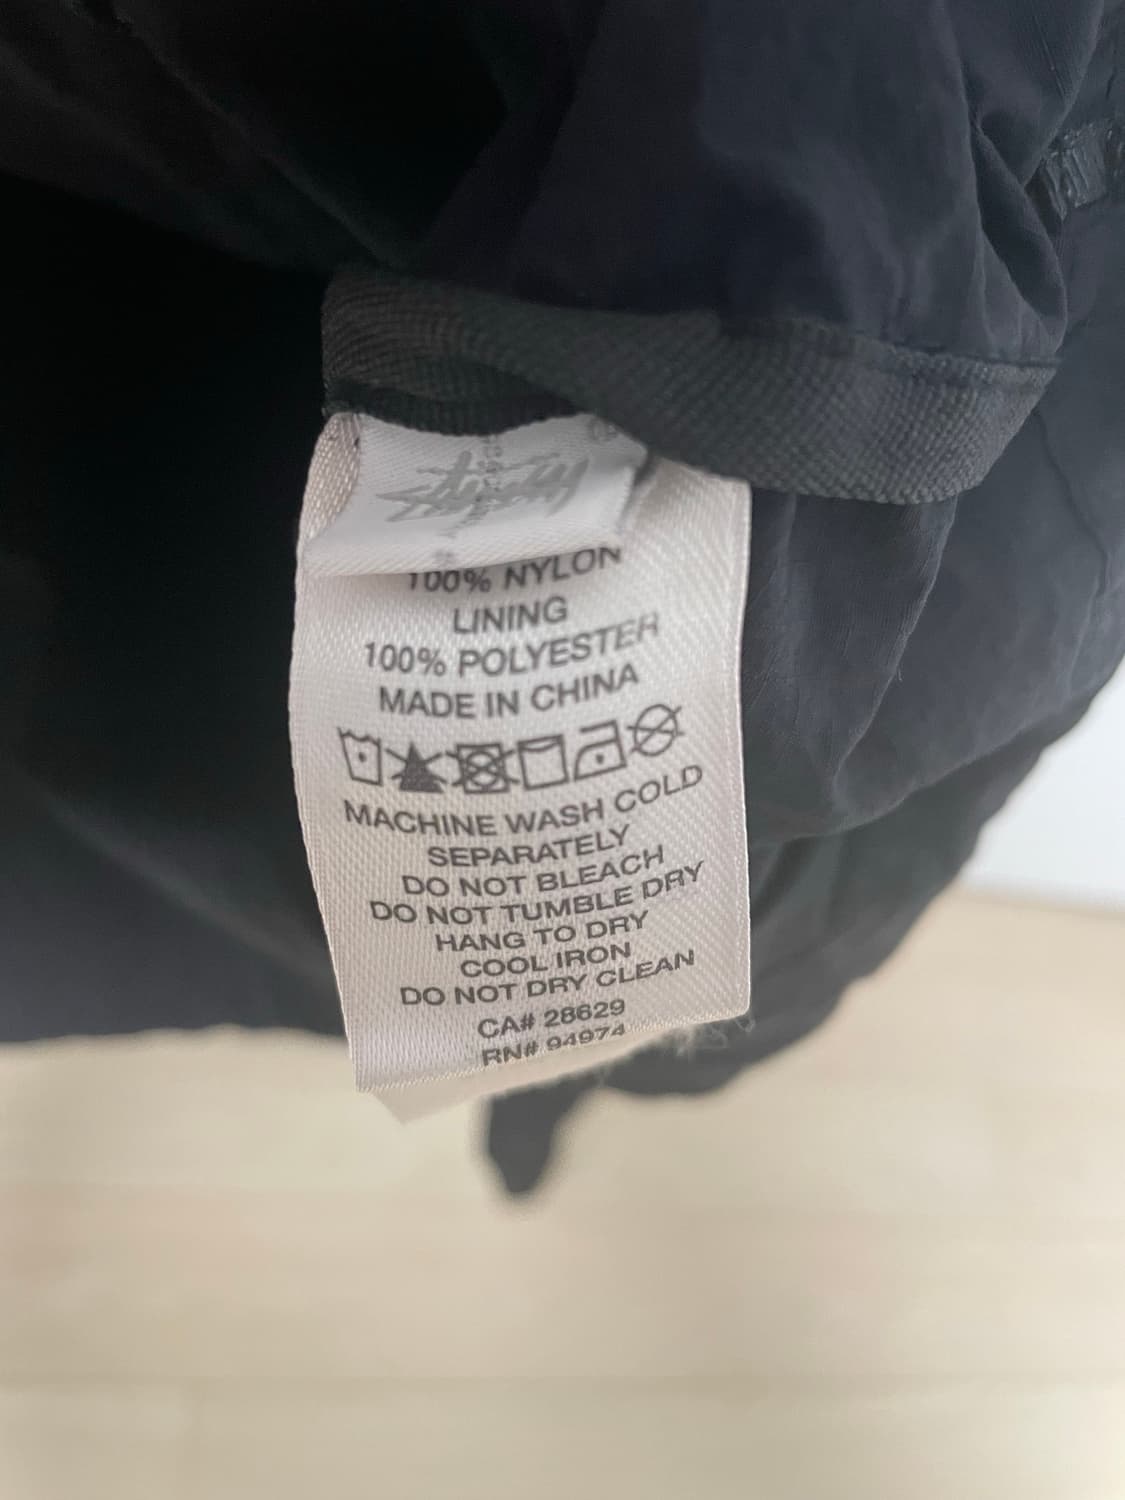 Stüssy
100% NYLON
LINING
100% POLYESTER
MADE IN CHINA
MACHINE WASH COLD
SEPARATELY
DO NOT BLEACH
DO NOT TUMBLE DRY
HANG TO DRY
COOL IRON
DO NOT DRY CLEAN
CA# 28629
RN# 94974